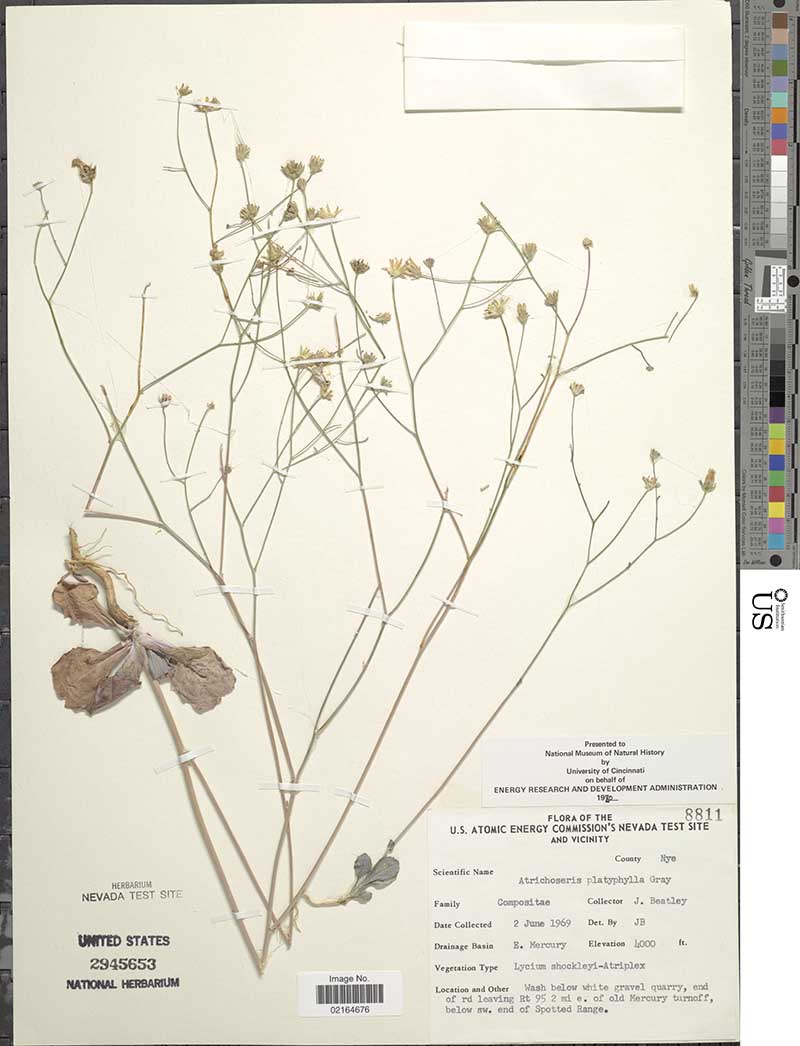 Presented to
National Museum of Natural History
by
University of Cincinnati
on behalf of
ENERGY RESEARCH AND DEVELOPMENT ADMINISTRATION
8811
FLORA OF THE
U.S. ATOMIC ENERGY COMMISSION'S NEVADA TEST SITE
AND VICINITY
County Nye
Scientific Name Atrichoseris platyphylla Gray
Family Compositae Collector J. Beatley
Date Collected 2 June 1969 Det. By JB
Drainage Basin E. Mercury Elevation 4000 ft.
Vegetation Type Lycium shockleyi-Atriplex
Location and Other Wash below white gravel quarry, end
of rd leaving Rt 95 2 mi e. of old Mercury turnoff,
below sw. end of Spotted Range.
HERBARIUM
NEVADA TEST SITE
UNITED STATES
2945653
NATIONAL HERBARIUM
Image No.
02164676
Golden Thread
Smithsonian
Institution
US